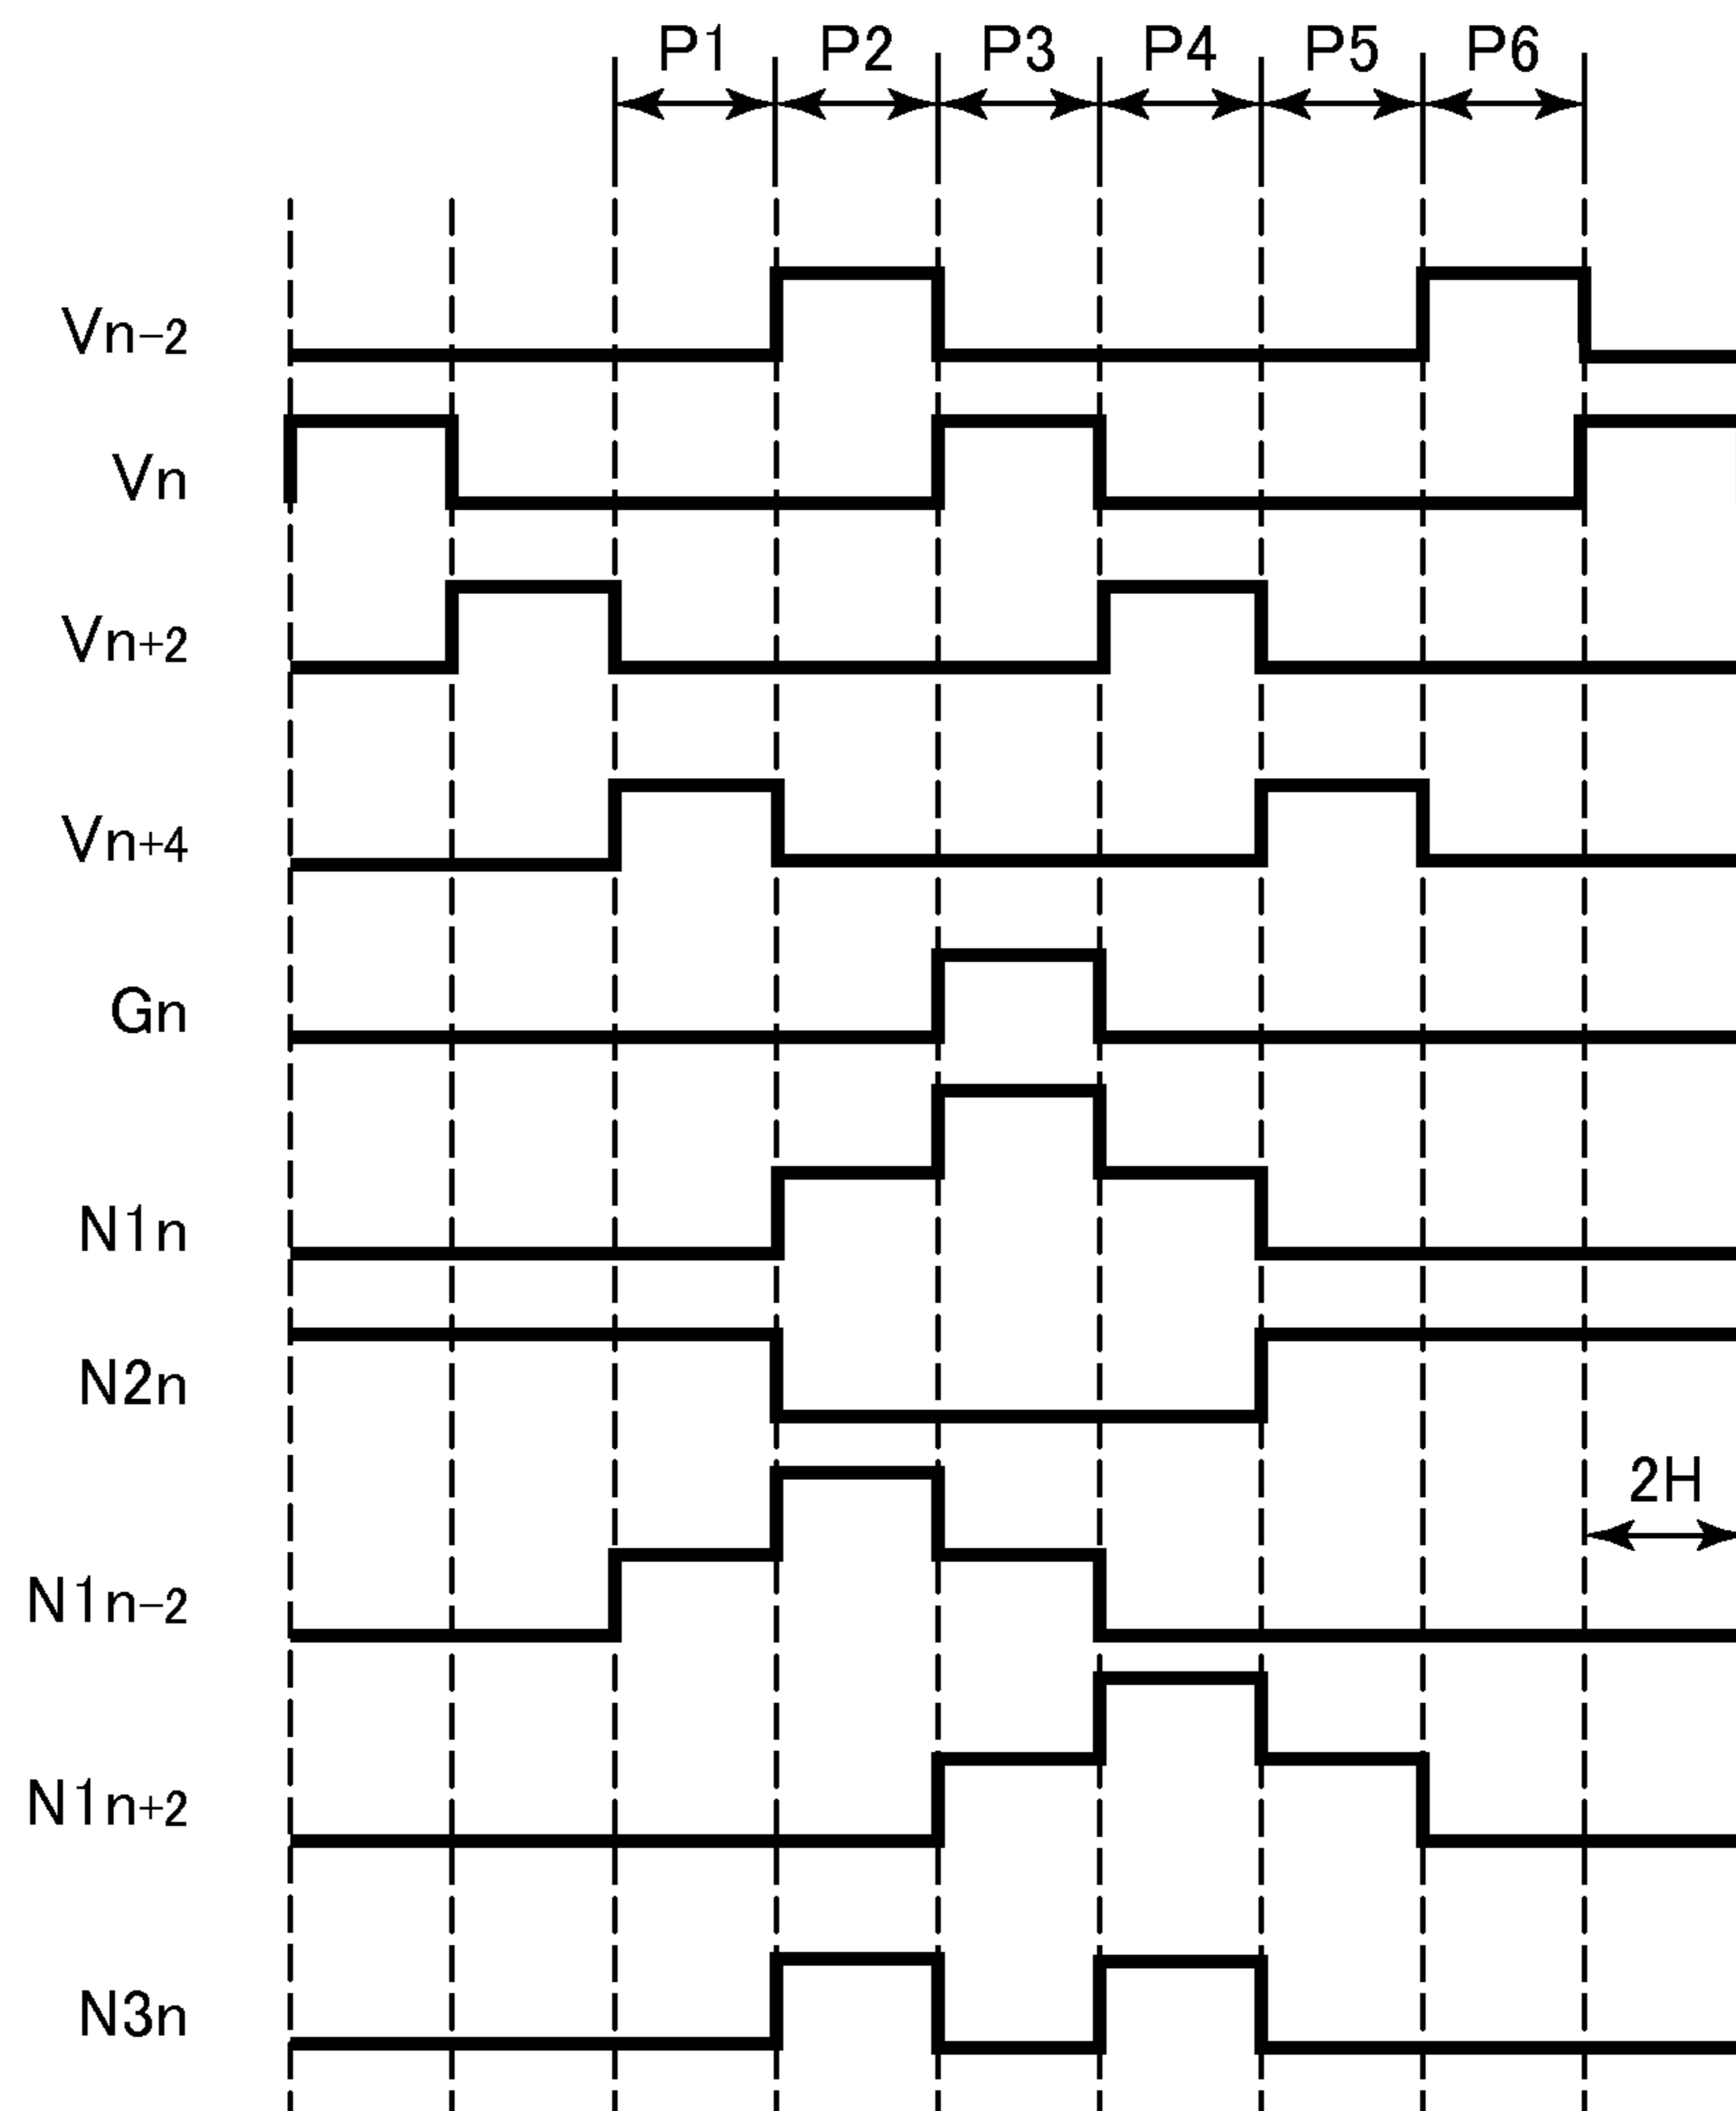 P1 P2 P3 P4 P5 P6
Vn-2
Vn
Vn+2
Vn+4
Gn
N1n
N2n
2H
N1n-2
N1n+2
N3n